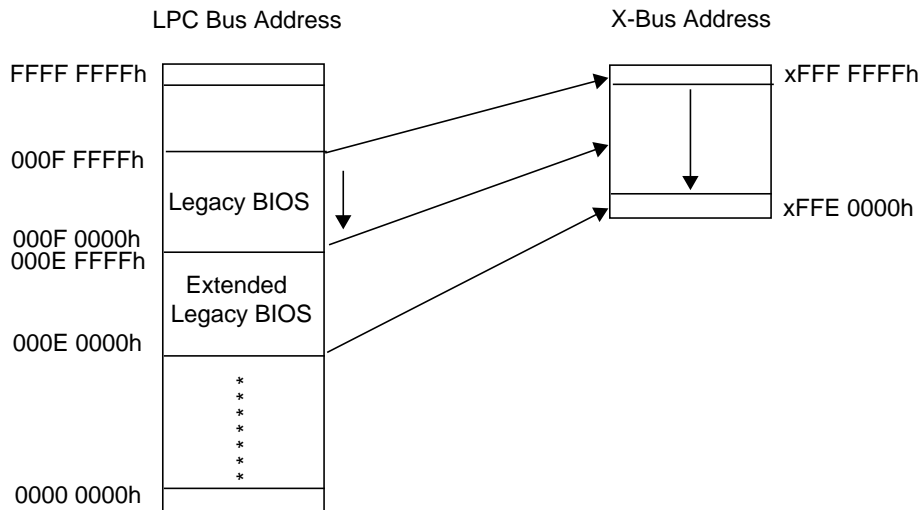 LPC Bus Address
X-Bus Address
FFFF FFFFh
xFFF FFFFh
000F FFFFh
Legacy BIOS
xFFE 0000h
000F 0000h
000E FFFFh
Extended
Legacy BIOS
000E 0000h
*
*
*
*
*
*
*
0000 0000h